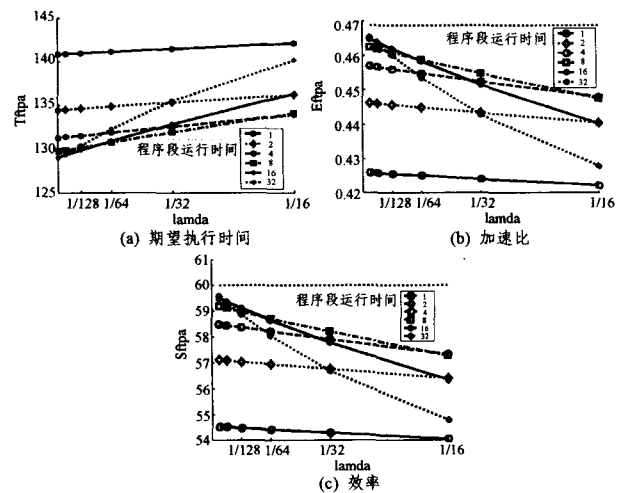 145
140
135
130
125
Tftpa
程序段运行时间
1
2
4
8
16
32
1/128 1/64 1/32 1/16
lamda
(a) 期望执行时间
0.47
0.46
0.45
0.44
0.43
0.42
Eftpa
程序段运行时间
1
2
4
8
16
32
1/128 1/64 1/32 1/16
lamda
(b) 加速比
61
60
59
58
57
56
55
54
Sftpa
程序段运行时间
1
2
4
8
16
32
1/128 1/64 1/32 1/16
lamda
(c) 效率